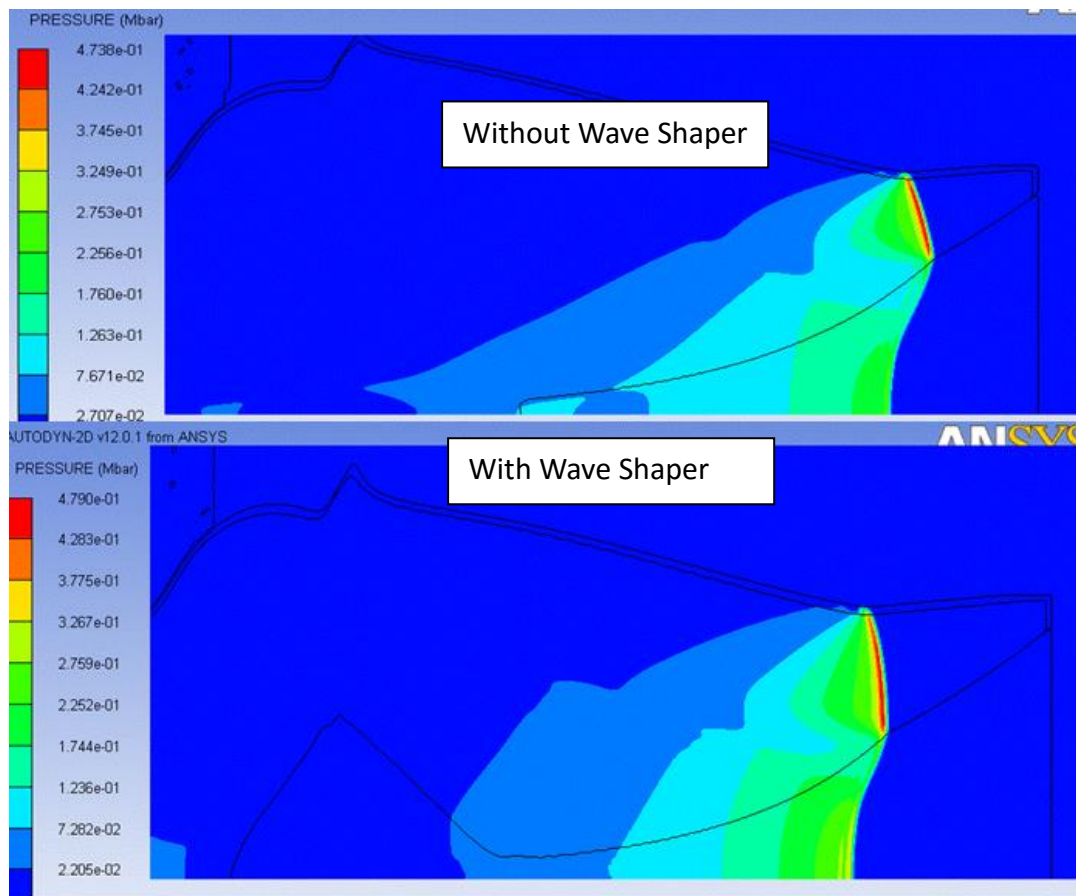 PRESSURE (Mbar)
4.738e-01
4.242e-01
3.745e-01
3.249e-01
2.753e-01
2.256e-01
1.760e-01
1.263e-01
7.671e-02
2.707e-02
Without Wave Shaper
AUTODYN-2D v12.0.1 from ANSYS
ANSYS
PRESSURE (Mbar)
4.790e-01
4.283e-01
3.775e-01
3.267e-01
2.759e-01
2.252e-01
1.744e-01
1.236e-01
7.282e-02
2.205e-02
With Wave Shaper